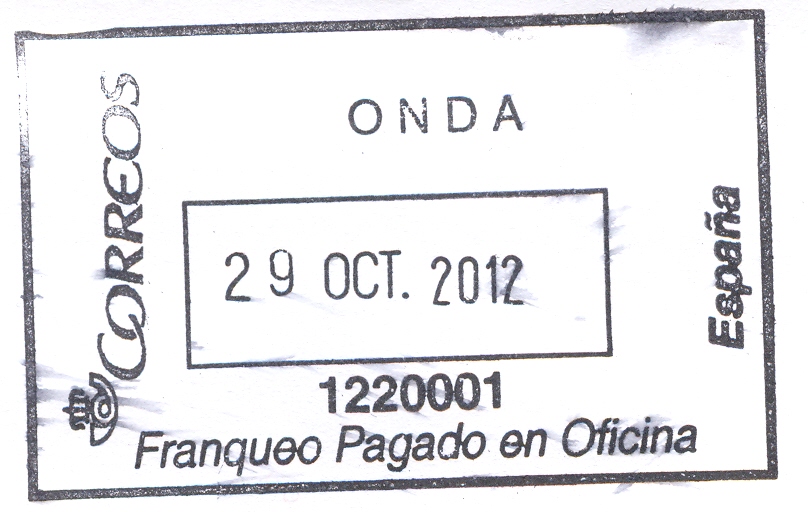 ONDA
CORREOS
29 OCT. 2012
España
1220001
Franqueo Pagado en Oficina